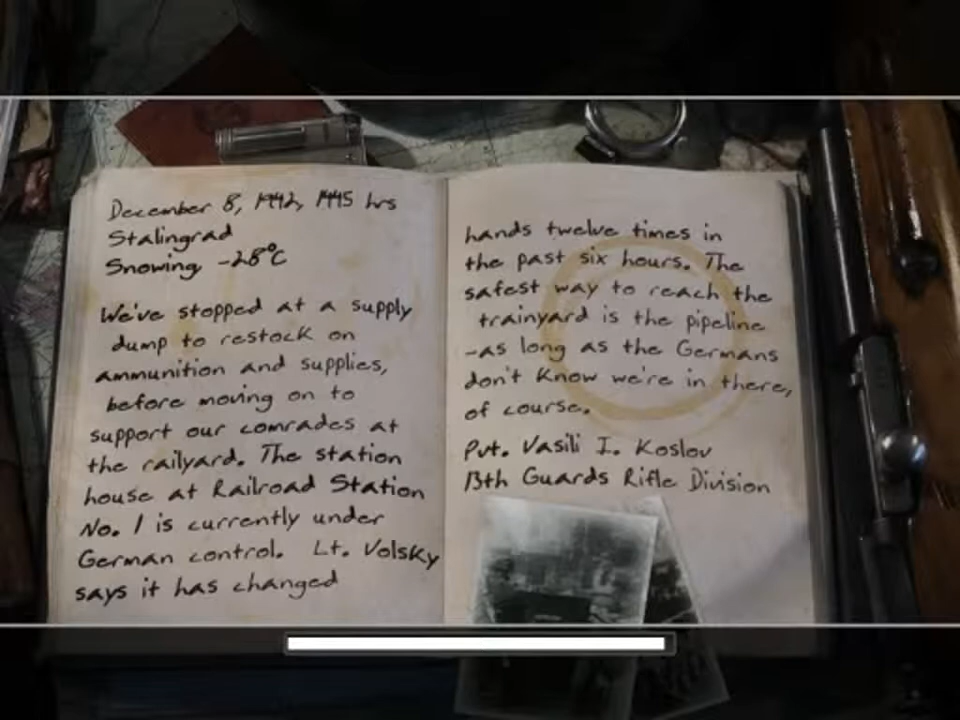 December 8, 1942, 1445 hrs
Stalingrad
Snowing -28°C
We've stopped at a supply
dump to restock on
ammunition and supplies,
before moving on to
support our comrades at
the railyard. The station
house at Railroad Station
No. 1 is currently under
German control. Lt. Volsky
says it has changed
hands twelve times in
the past six hours. The
safest way to reach the
trainyard is the pipeline
-as long as the Germans
don't know we're in there,
of course.
Pvt. Vasili I. Koslov
13th Guards Rifle Division